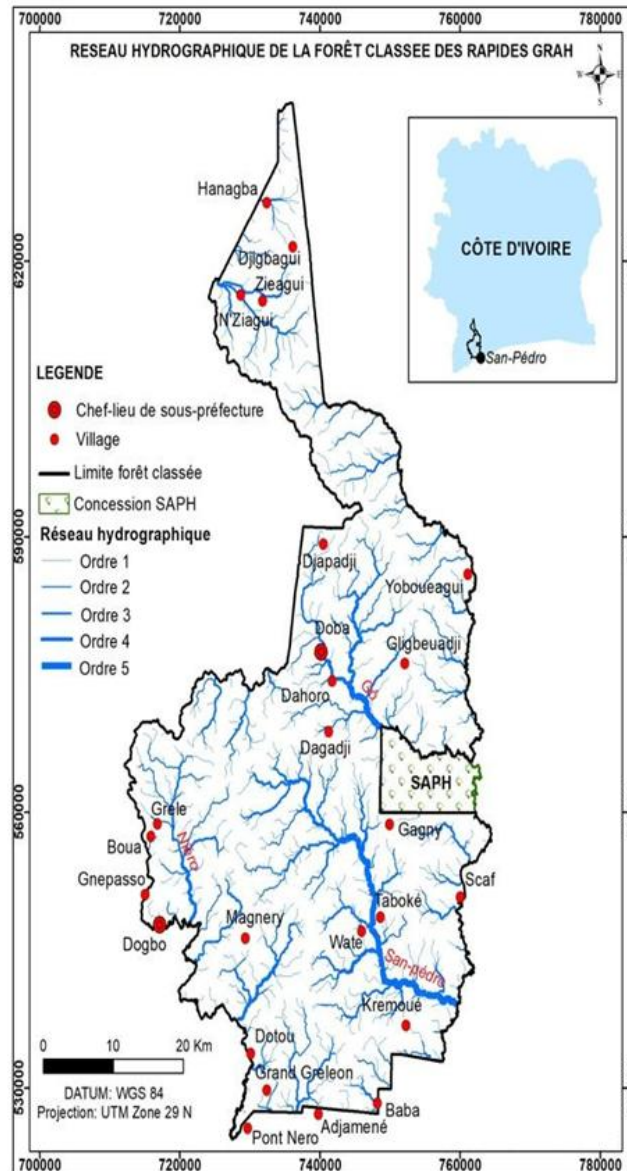 700000 720000 740000 760000 780000
RESEAU HYDROGRAPHIQUE DE LA FORÊT CLASSEE DES RAPIDES GRAH
N
W E
S
CÔTE D'IVOIRE
San-Pédro
Hanagba
Djigbagui
Zieagui
N'Ziagui
620000
620000
LEGENDE
Chef-lieu de sous-préfecture
Village
Limite forêt classée
Concession SAPH
Réseau hydrographique
Ordre 1
Ordre 2
Ordre 3
Ordre 4
Ordre 5
590000
590000
Djapadji
Yoboueagui
Doba
Gligbeuadji
Dahoro
Dagadji
SAPH
560000
560000
Grele
Boua
Gagny
Gnepasso
Scaf
Taboké
Dogbo
Magnery
Wate
San-pédro
Kremoué
0 10 20 Km
Dotou
Grand Greleon
DATUM: WGS 84
Projection: UTM Zone 29 N
530000
530000
Baba
Adjamené
Pont Nero
700000 720000 740000 760000 780000